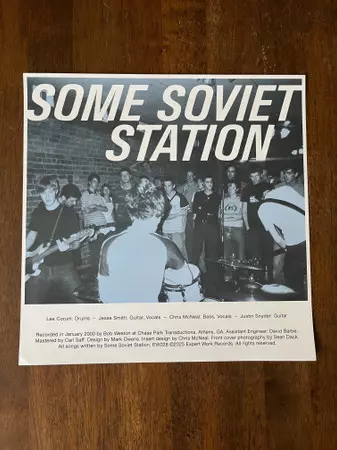 SOME SOVIET
STATION
Lee Corum, Drums – Jesse Smith, Guitar, Vocals – Chris McNeal, Bass, Vocals – Justin Snyder, Guitar
Recorded in January 2000 by Bob Weston at Chase Park Transductions, Athens, GA. Assistant Engineer: David Barbe.
Mastered by Carl Saff. Design by Mark Owens. Insert design by Chris McNeal. Front cover photography by Sean Dack.
All songs written by Some Soviet Station. ©2023 Expert Work Records. All rights reserved.